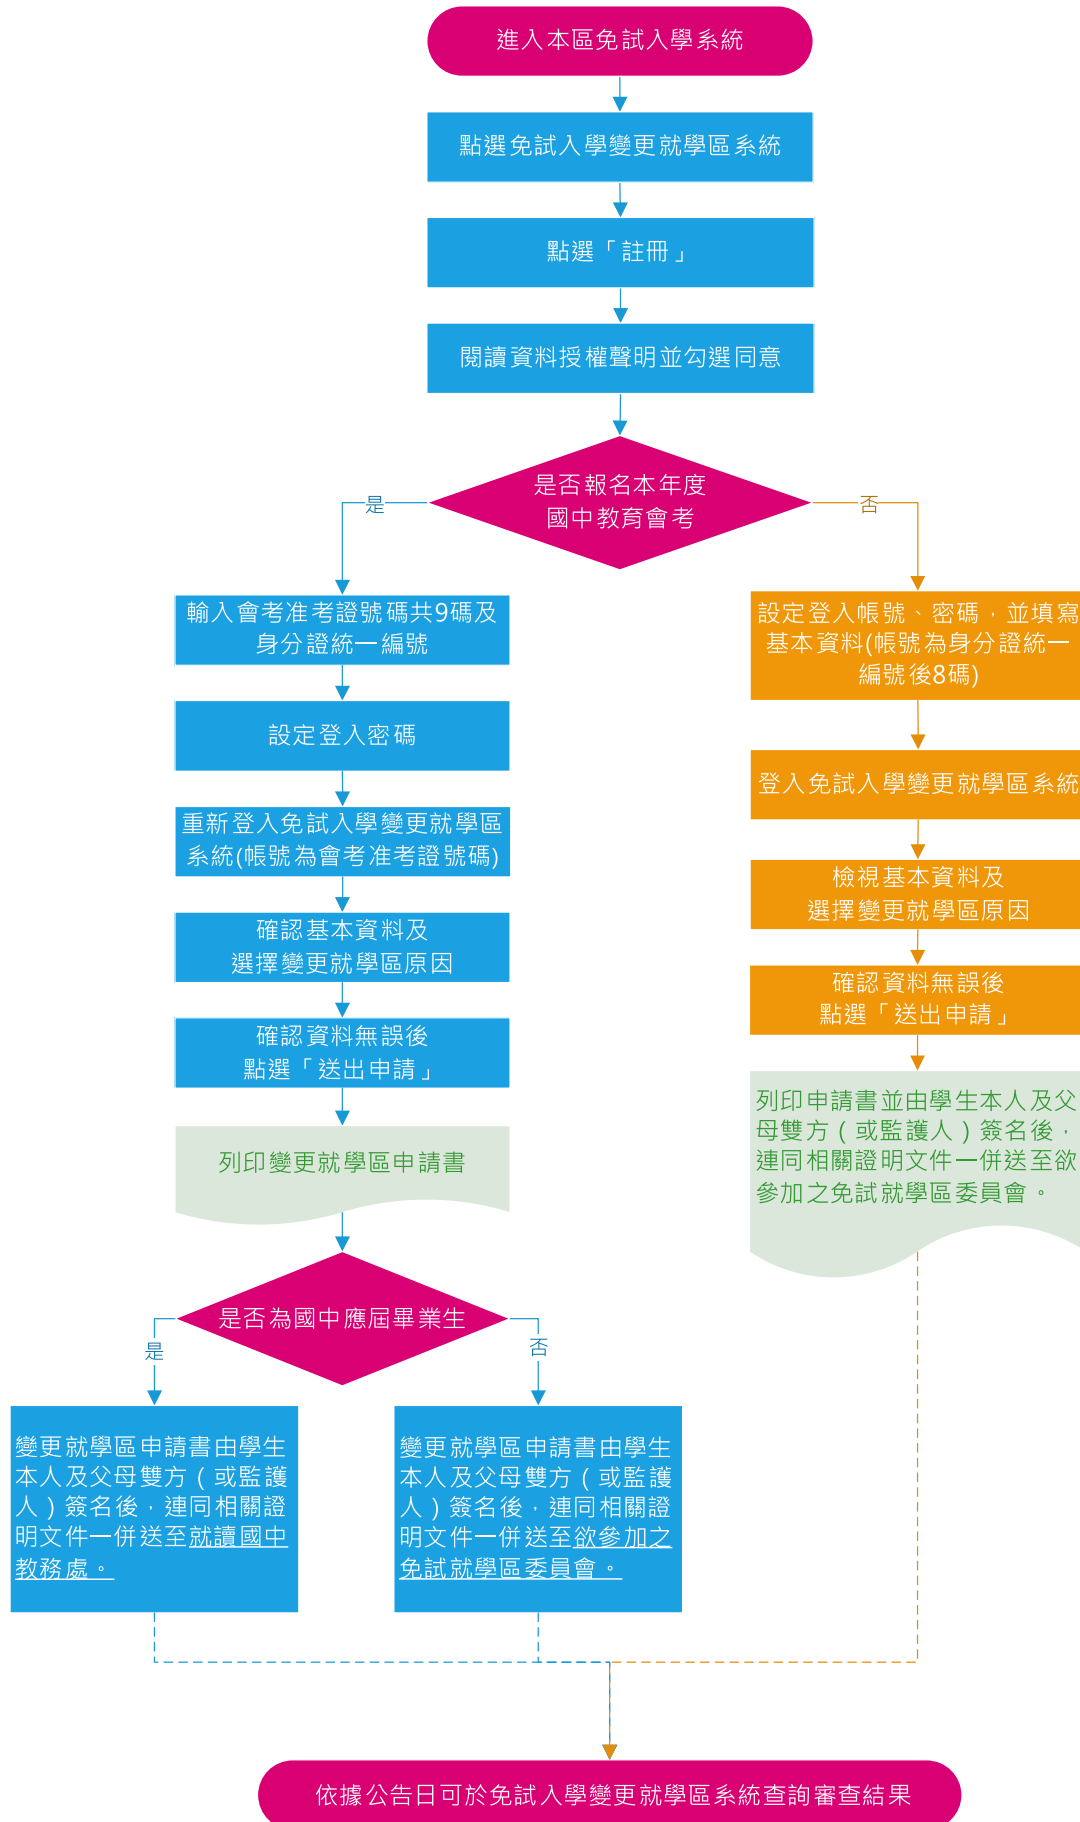 進入本區免試入學系統
點選免試入學變更就學區系統
點選「註冊」
閱讀資料授權聲明並勾選同意
是否報名本年度
國中教育會考
是
否
輸入會考准考證號碼共9碼及
身分證統一編號
設定登入密碼
重新登入免試入學變更就學區
系統(帳號為會考准考證號碼)
確認基本資料及
選擇變更就學區原因
確認資料無誤後
點選「送出申請」
列印變更就學區申請書
是否為國中應屆畢業生
是
否
變更就學區申請書由學生
本人及父母雙方（或監護
人）簽名後，連同相關證
明文件一併送至就讀國中
教務處。
變更就學區申請書由學生
本人及父母雙方（或監護
人）簽名後，連同相關證
明文件一併送至欲參加之
免試就學區委員會。
設定登入帳號、密碼，並填寫
基本資料(帳號為身分證統一
編號後8碼)
登入免試入學變更就學區系統
檢視基本資料及
選擇變更就學區原因
確認資料無誤後
點選「送出申請」
列印申請書並由學生本人及父
母雙方（或監護人）簽名後，
連同相關證明文件一併送至欲
參加之免試就學區委員會。
依據公告日可於免試入學變更就學區系統查詢審查結果